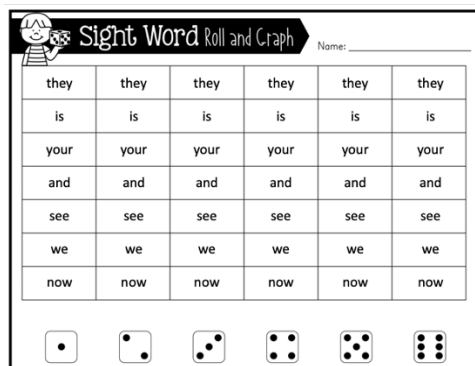 Sight Word Roll and Graph
Name:
they they they they they they
is is is is is is
your your your your your your
and and and and and and
see see see see see see
we we we we we we
now now now now now now